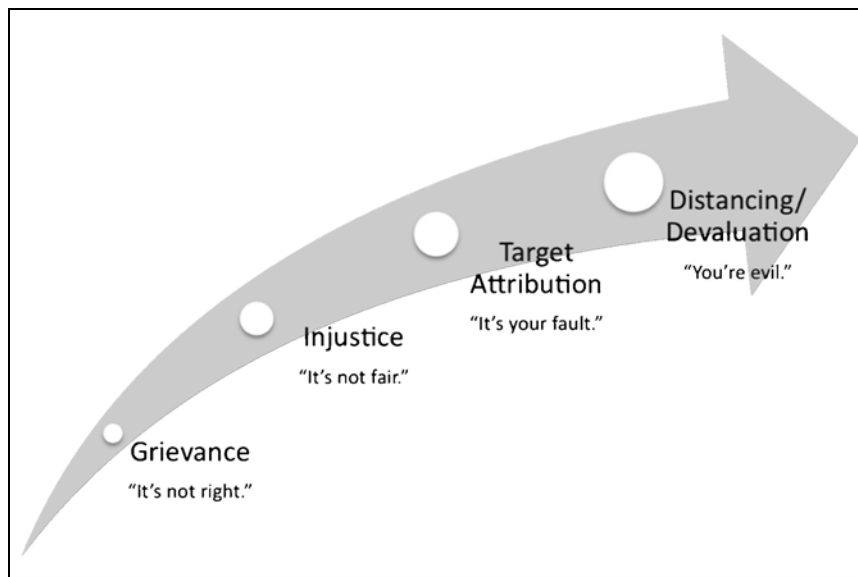 Grievance
“It’s not right.”
Injustice
“It’s not fair.”
Target
Attribution
“It’s your fault.”
Distancing/
Devaluation
“You’re evil.”